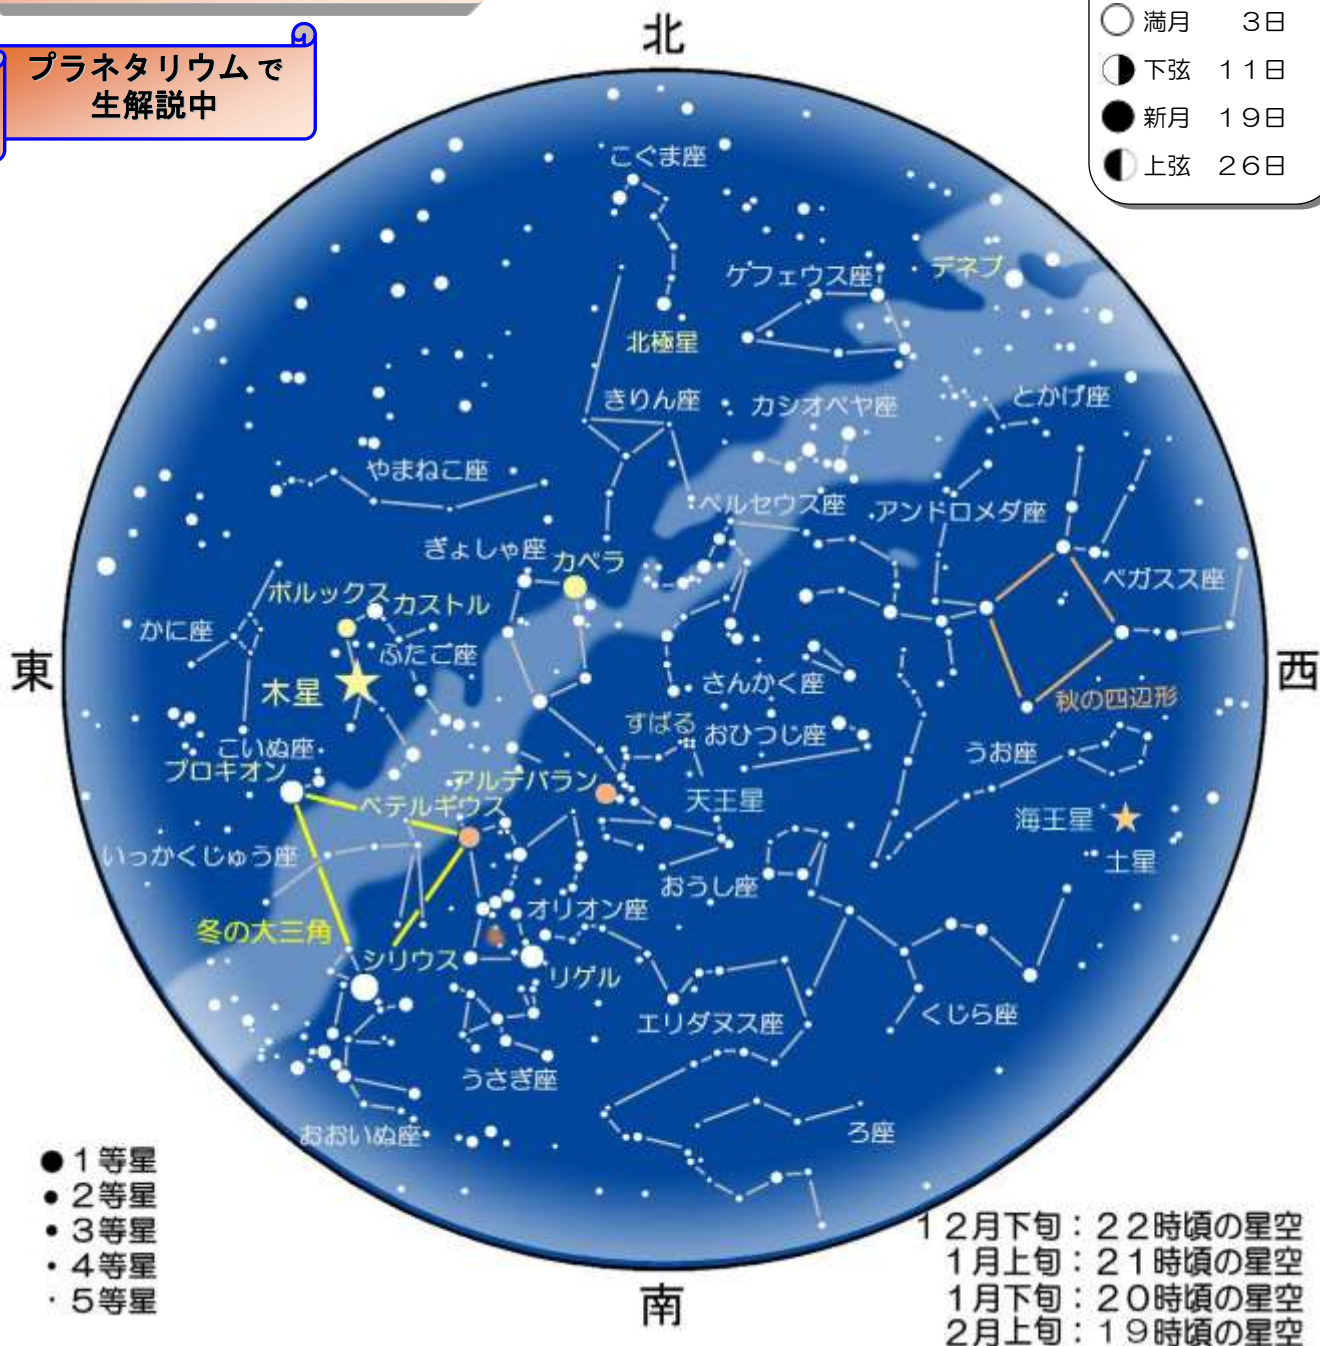 プラネタリウムで
生解説中
満月 3日
下弦 11日
新月 19日
上弦 26日
北
こぐま座
ケフェウス座
デネブ
北極星
きりん座
カシオペヤ座
とかげ座
やまねこ座
ペルセウス座
アンドロメダ座
ぎょしゃ座
カペラ
ペガスス座
ポルックス
カストル
かに座
ふたご座
東
西
木星
さんかく座
秋の四辺形
すばる
おひつじ座
うお座
こいぬ座
プロキオン
アルデバラン
ベテルギウス
天王星
海王星
土星
いっかくじゅう座
おうし座
オリオン座
冬の大三角
シリウス
リゲル
エリダヌス座
くじら座
うさぎ座
おおいぬ座
ろ座
1等星
2等星
3等星
4等星
5等星
南
12月下旬：22時頃の星空
1月上旬：21時頃の星空
1月下旬：20時頃の星空
2月上旬：19時頃の星空